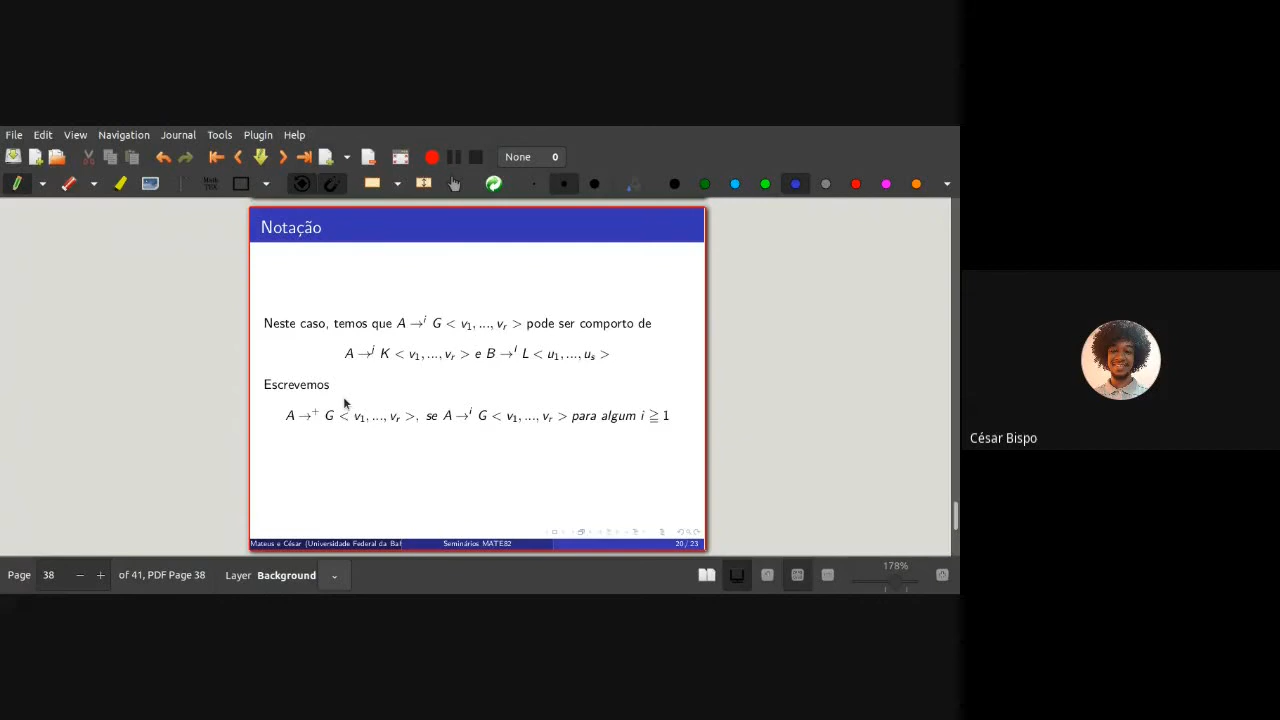 File Edit View Navigation Journal Tools Plugin Help
None 0
Notação
Neste caso, temos que A →ⁱ G < v₁, ..., vᵣ > pode ser comporto de
A →ʲ K < v₁, ..., vᵣ > e B →ˡ L < u₁, ..., uₛ >
Escrevemos
A →⁺ G < v₁, ..., vᵣ >, se A →ⁱ G < v₁, ..., vᵣ > para algum i ≧ 1
Mateus e César (Universidade Federal da Bah Seminários MATE82 20 / 23
César Bispo
Page 38 − + of 41, PDF Page 38 Layer Background 178%